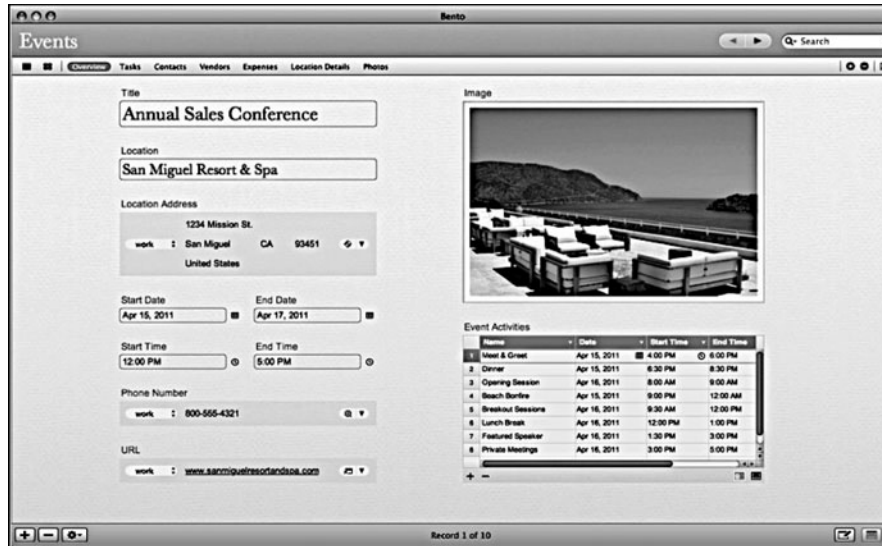 Bento
Events
Search
Overview Tasks Contacts Vendors Expenses Location Details Photos
Title
Annual Sales Conference
Location
San Miguel Resort & Spa
Location Address
1234 Mission St.
work San Miguel CA 93451
United States
Start Date End Date
Apr 15, 2011 Apr 17, 2011
Start Time End Time
12:00 PM 5:00 PM
Phone Number
work 800-555-4321
URL
work www.sanmiguelresortandspa.com
Image
Event Activities
Name Date Start Time End Time
1 Meet & Greet Apr 15, 2011 4:00 PM 6:00 PM
2 Dinner Apr 15, 2011 6:30 PM 8:30 PM
3 Opening Session Apr 16, 2011 8:00 AM 9:00 AM
4 Beach Bonfire Apr 15, 2011 9:00 PM 12:00 AM
5 Breakout Sessions Apr 16, 2011 9:30 AM 12:00 PM
6 Lunch Break Apr 16, 2011 12:00 PM 1:00 PM
7 Featured Speaker Apr 16, 2011 1:30 PM 3:00 PM
8 Private Meetings Apr 16, 2011 3:00 PM 5:00 PM
Record 1 of 10